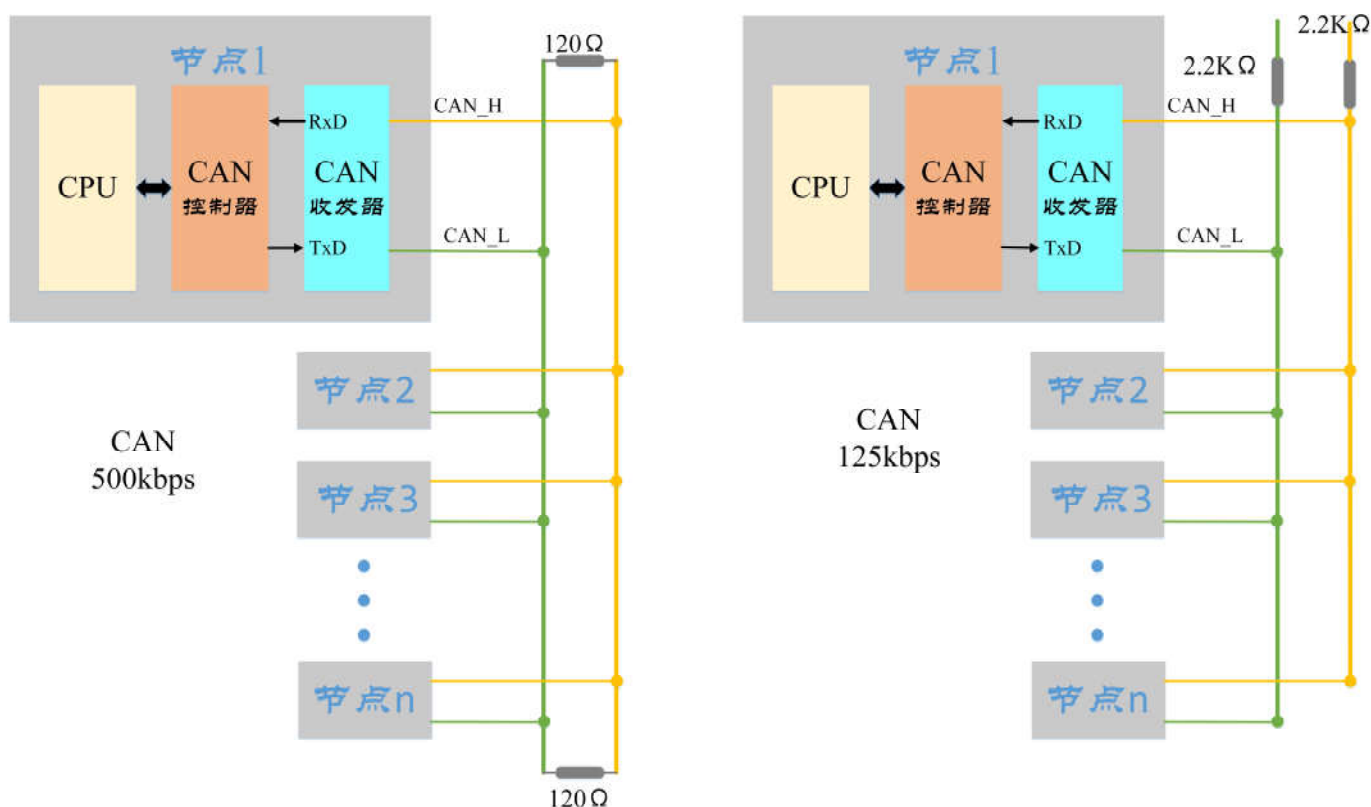 节点1
120Ω
CPU
CAN
控制器
RxD
TxD
CAN
收发器
CAN_H
CAN_L
节点2
节点3
节点n
CAN
500kbps
120Ω
节点1
2.2KΩ
2.2KΩ
CPU
CAN
控制器
RxD
TxD
CAN
收发器
CAN_H
CAN_L
节点2
节点3
节点n
CAN
125kbps